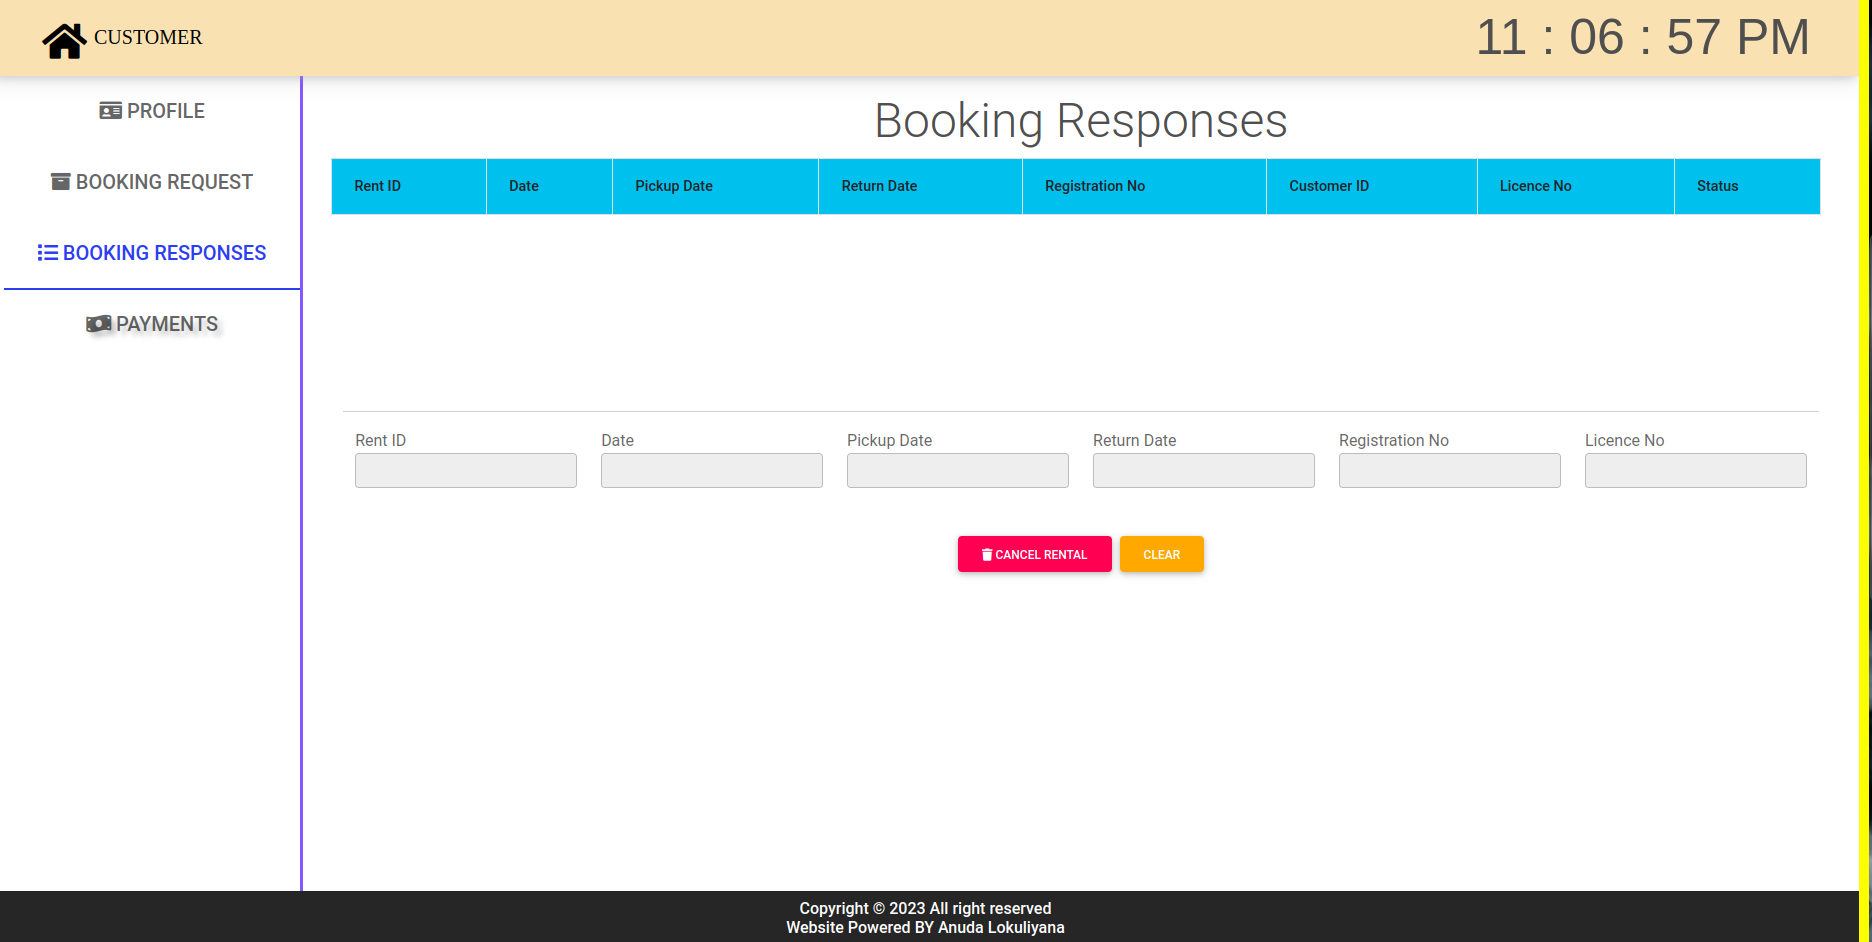 CUSTOMER
11 : 06 : 57 PM
PROFILE
BOOKING REQUEST
BOOKING RESPONSES
PAYMENTS
Booking Responses
Rent ID Date Pickup Date Return Date Registration No Customer ID Licence No Status
Rent ID Date Pickup Date Return Date Registration No Licence No
CANCEL RENTAL CLEAR
Copyright © 2023 All right reserved
Website Powered BY Anuda Lokuliyana